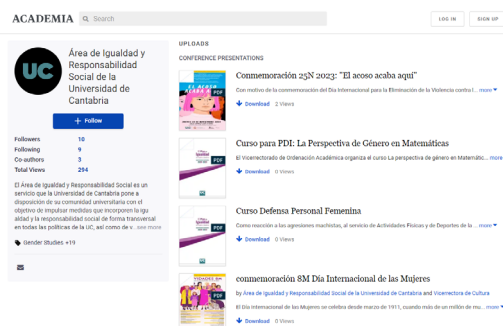 ACADEMIA
Search
LOG IN
SIGN UP
UC
Área de Igualdad y
Responsabilidad
Social de la
Universidad de
Cantabria
+ Follow
Followers 10
Following 9
Co-authors 3
Total Views 294
El Área de Igualdad y Responsabilidad Social es un
servicio que la Universidad de Cantabria pone a
disposición de su comunidad universitaria con el
objetivo de impulsar medidas que incorporen la igu
aldad y la responsabilidad social de forma transversal
en todas las políticas de la UC, así como de v ...see more
Gender Studies +19
UPLOADS
CONFERENCE PRESENTATIONS
EL ACOSO
ACABA AQUÍ
PDF
Conmemoración 25N 2023: "El acoso acaba aquí"
Con motivo de la conmemoración del Día Internacional para la Eliminación de la Violencia contra l... more
Download 2 Views
Igualdad
PDF
Curso para PDI: La Perspectiva de Género en Matemáticas
El Vicerrectorado de Ordenación Académica organiza el curso La perspectiva de género en Matemátic... more
Download 0 Views
Igualdad
PDF
Curso Defensa Personal Femenina
Como reacción a las agresiones machistas, al servicio de Actividades Físicas y de Deportes de la ... more
Download 0 Views
PDF
conmemoración 8M Día Internacional de las Mujeres
by Área de Igualdad y Responsabilidad Social de la Universidad de Cantabria and Vicerrectora de Cultura
El Día Internacional de las Mujeres se celebra desde marzo de 1911, cuando más de un millón de mu... more
Download 0 Views